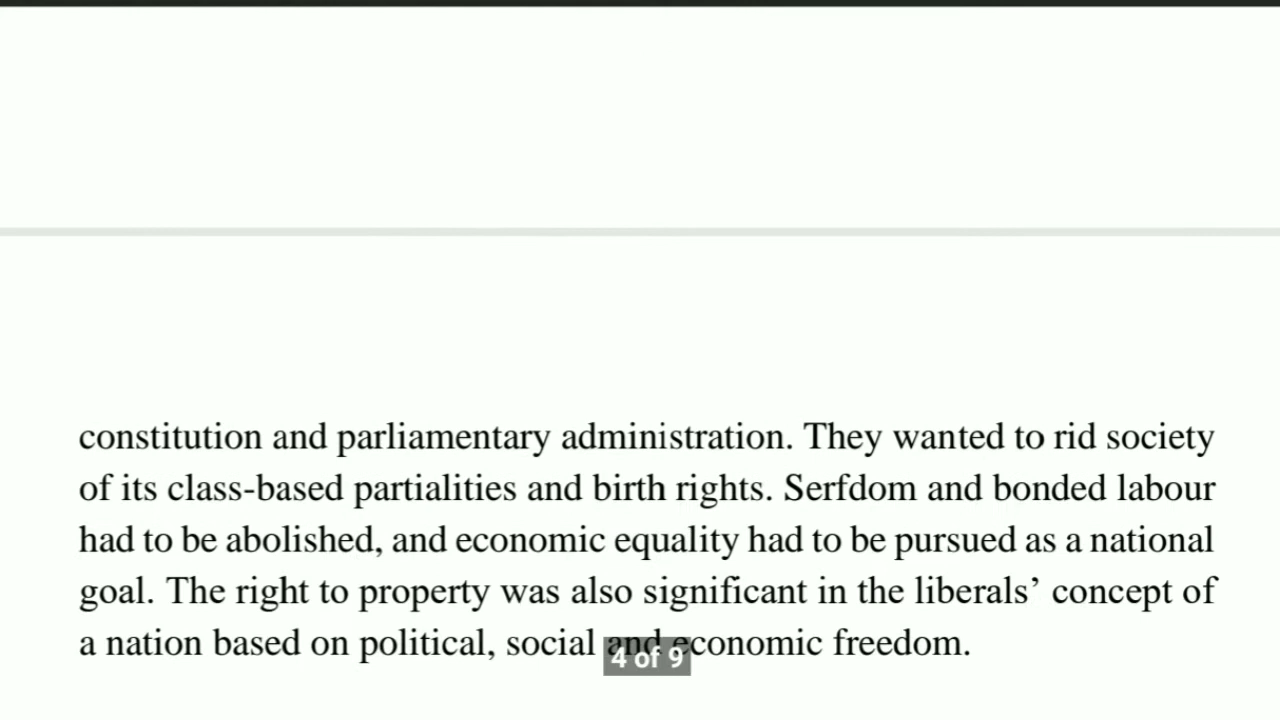 constitution and parliamentary administration. They wanted to rid society
of its class-based partialities and birth rights. Serfdom and bonded labour
had to be abolished, and economic equality had to be pursued as a national
goal. The right to property was also significant in the liberals’ concept of
a nation based on political, social and economic freedom.
4 of 9